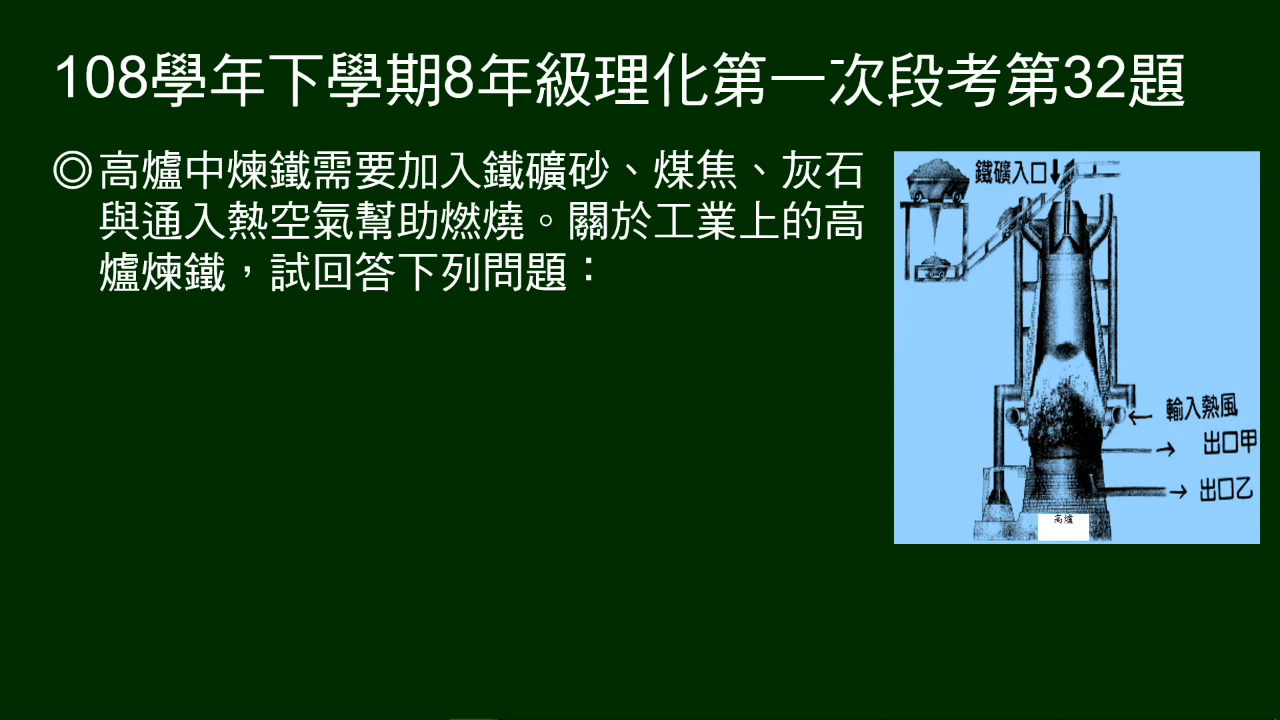 108學年下學期8年級理化第一次段考第32題
◎高爐中煉鐵需要加入鐵礦砂、煤焦、灰石
與通入熱空氣幫助燃燒。關於工業上的高
爐煉鐵，試回答下列問題：
鐵礦入口
輸入熱風
出口甲
出口乙
高爐